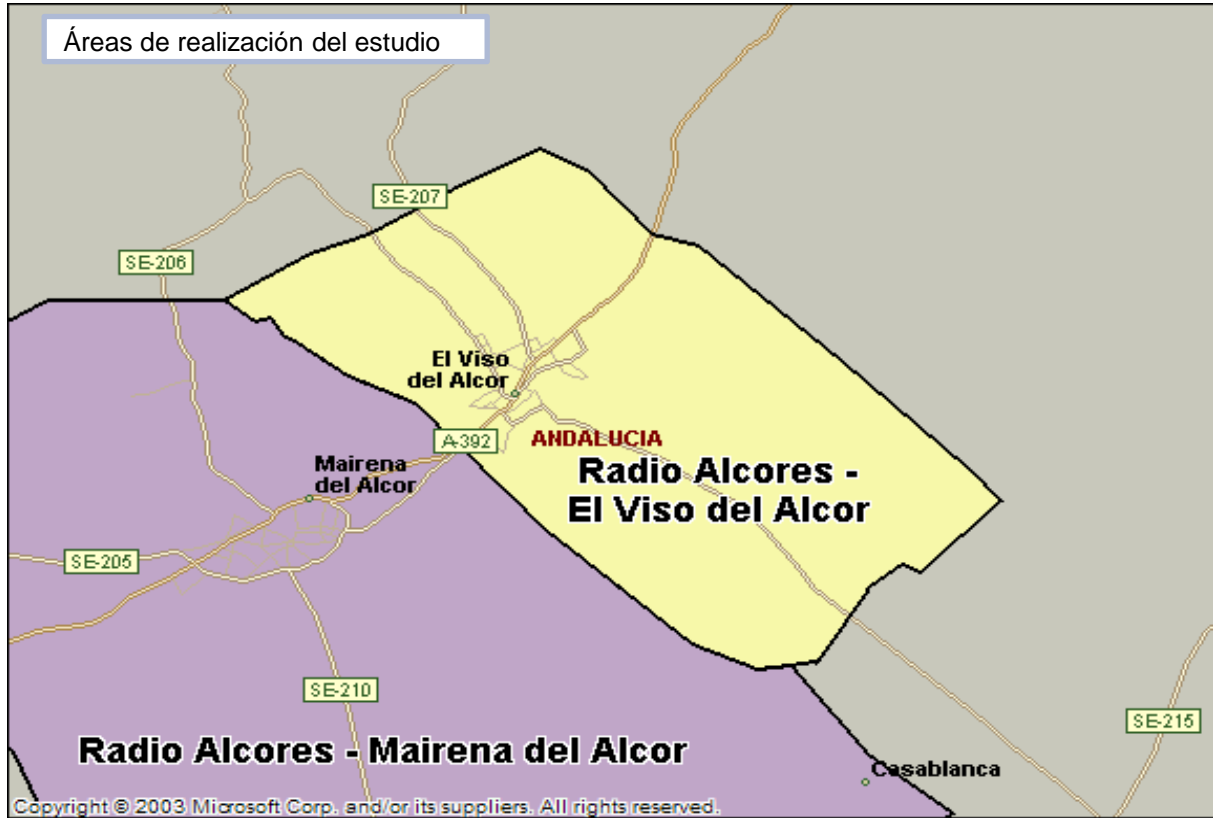 Áreas de realización del estudio
SE-207
SE-206
El Viso
del Alcor
A-392
ANDALUCIA
Mairena
del Alcor
Radio Alcores -
El Viso del Alcor
SE-205
SE-210
SE-215
Radio Alcores - Mairena del Alcor
Casablanca
Copyright © 2003 Microsoft Corp. and/or its suppliers. All rights reserved.